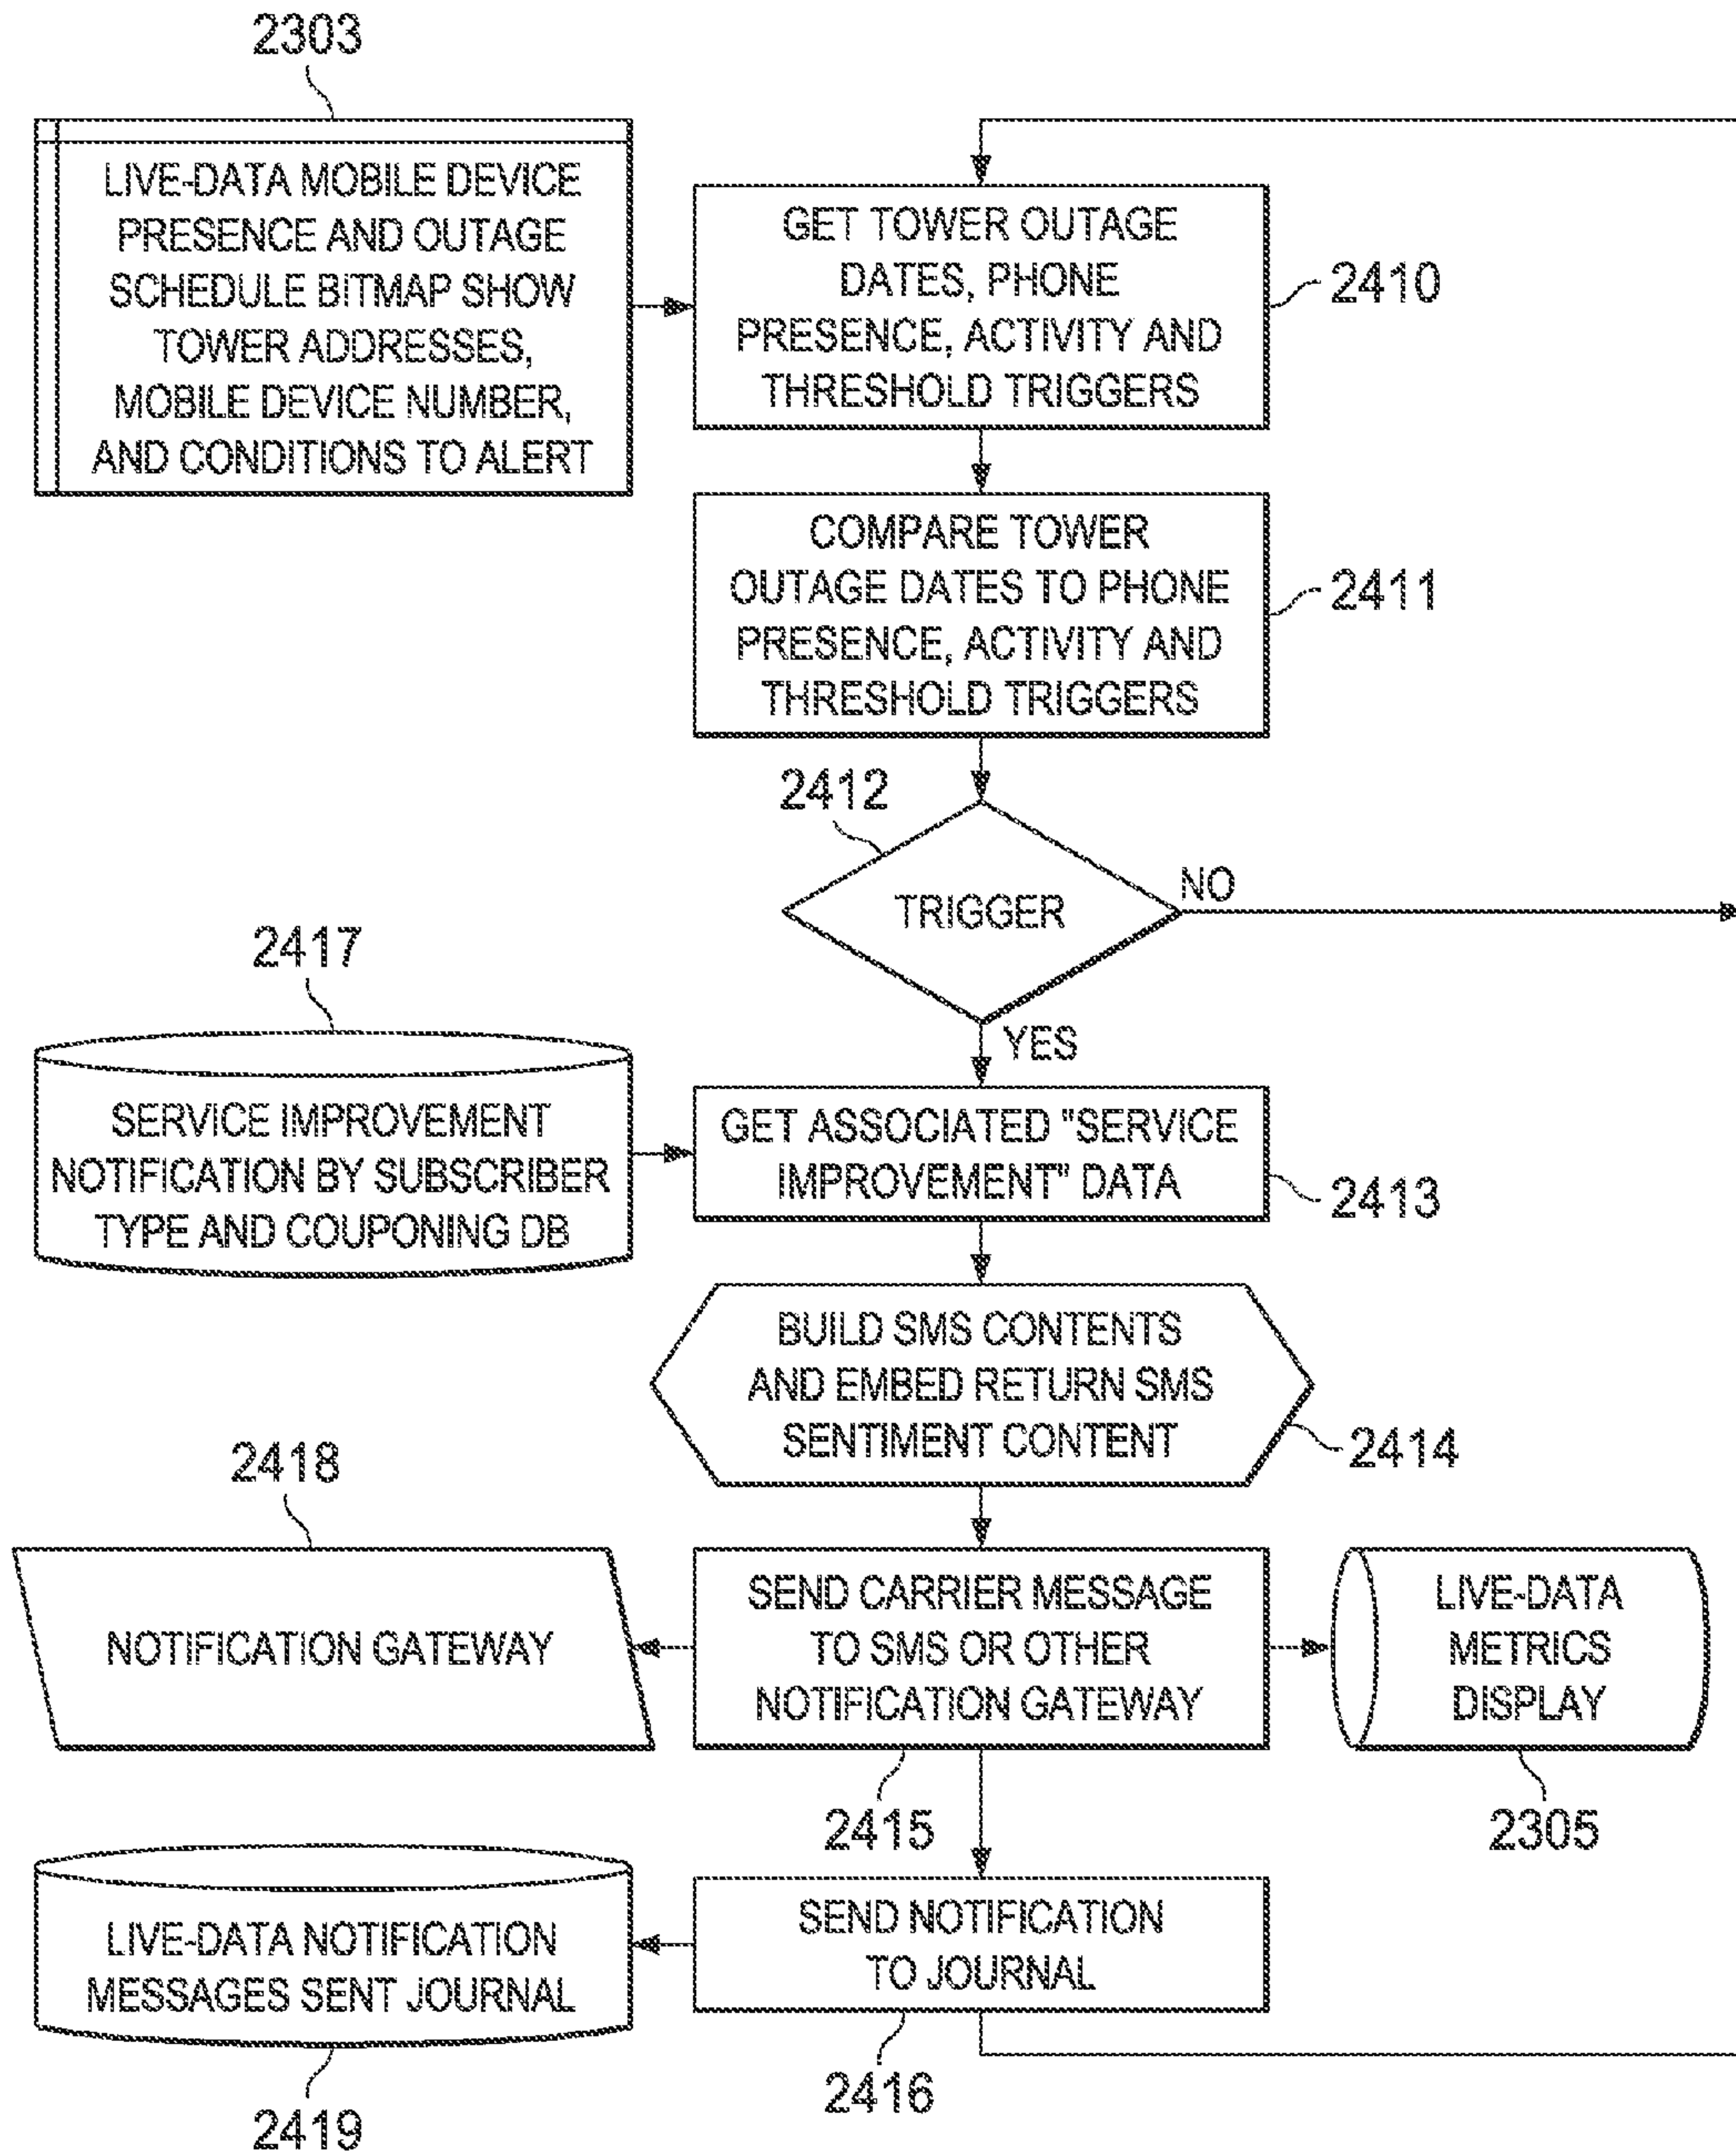 2303
LIVE-DATA MOBILE DEVICE
PRESENCE AND OUTAGE
SCHEDULE BITMAP SHOW
TOWER ADDRESSES,
MOBILE DEVICE NUMBER,
AND CONDITIONS TO ALERT
GET TOWER OUTAGE
DATES, PHONE
PRESENCE, ACTIVITY AND
THRESHOLD TRIGGERS
2410
COMPARE TOWER
OUTAGE DATES TO PHONE
PRESENCE, ACTIVITY AND
THRESHOLD TRIGGERS
2411
2412
TRIGGER
NO
YES
2417
SERVICE IMPROVEMENT
NOTIFICATION BY SUBSCRIBER
TYPE AND COUPONING DB
GET ASSOCIATED "SERVICE
IMPROVEMENT" DATA
2413
BUILD SMS CONTENTS
AND EMBED RETURN SMS
SENTIMENT CONTENT
2414
2418
NOTIFICATION GATEWAY
SEND CARRIER MESSAGE
TO SMS OR OTHER
NOTIFICATION GATEWAY
2415
LIVE-DATA
METRICS
DISPLAY
2305
LIVE-DATA NOTIFICATION
MESSAGES SENT JOURNAL
2419
SEND NOTIFICATION
TO JOURNAL
2416